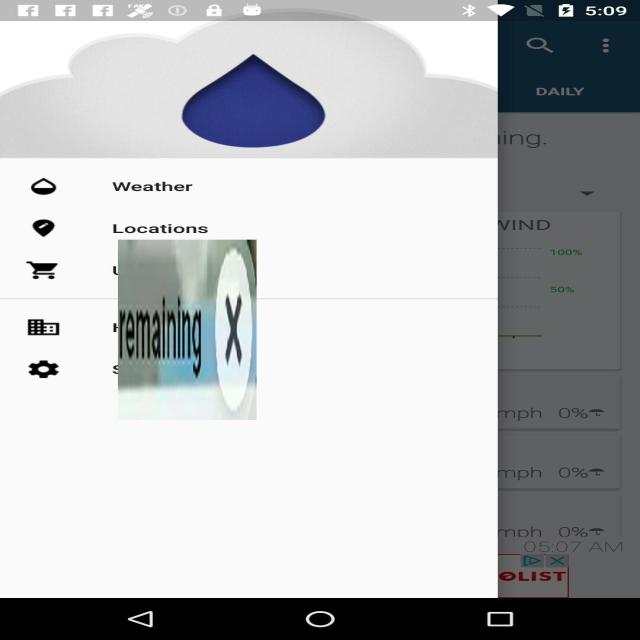 5:09
DAILY
ing.
Weather
Locations
WIND
100%
50%
remaining X
mph 0%
mph 0%
mph 0%
05:07 AM
OLIST